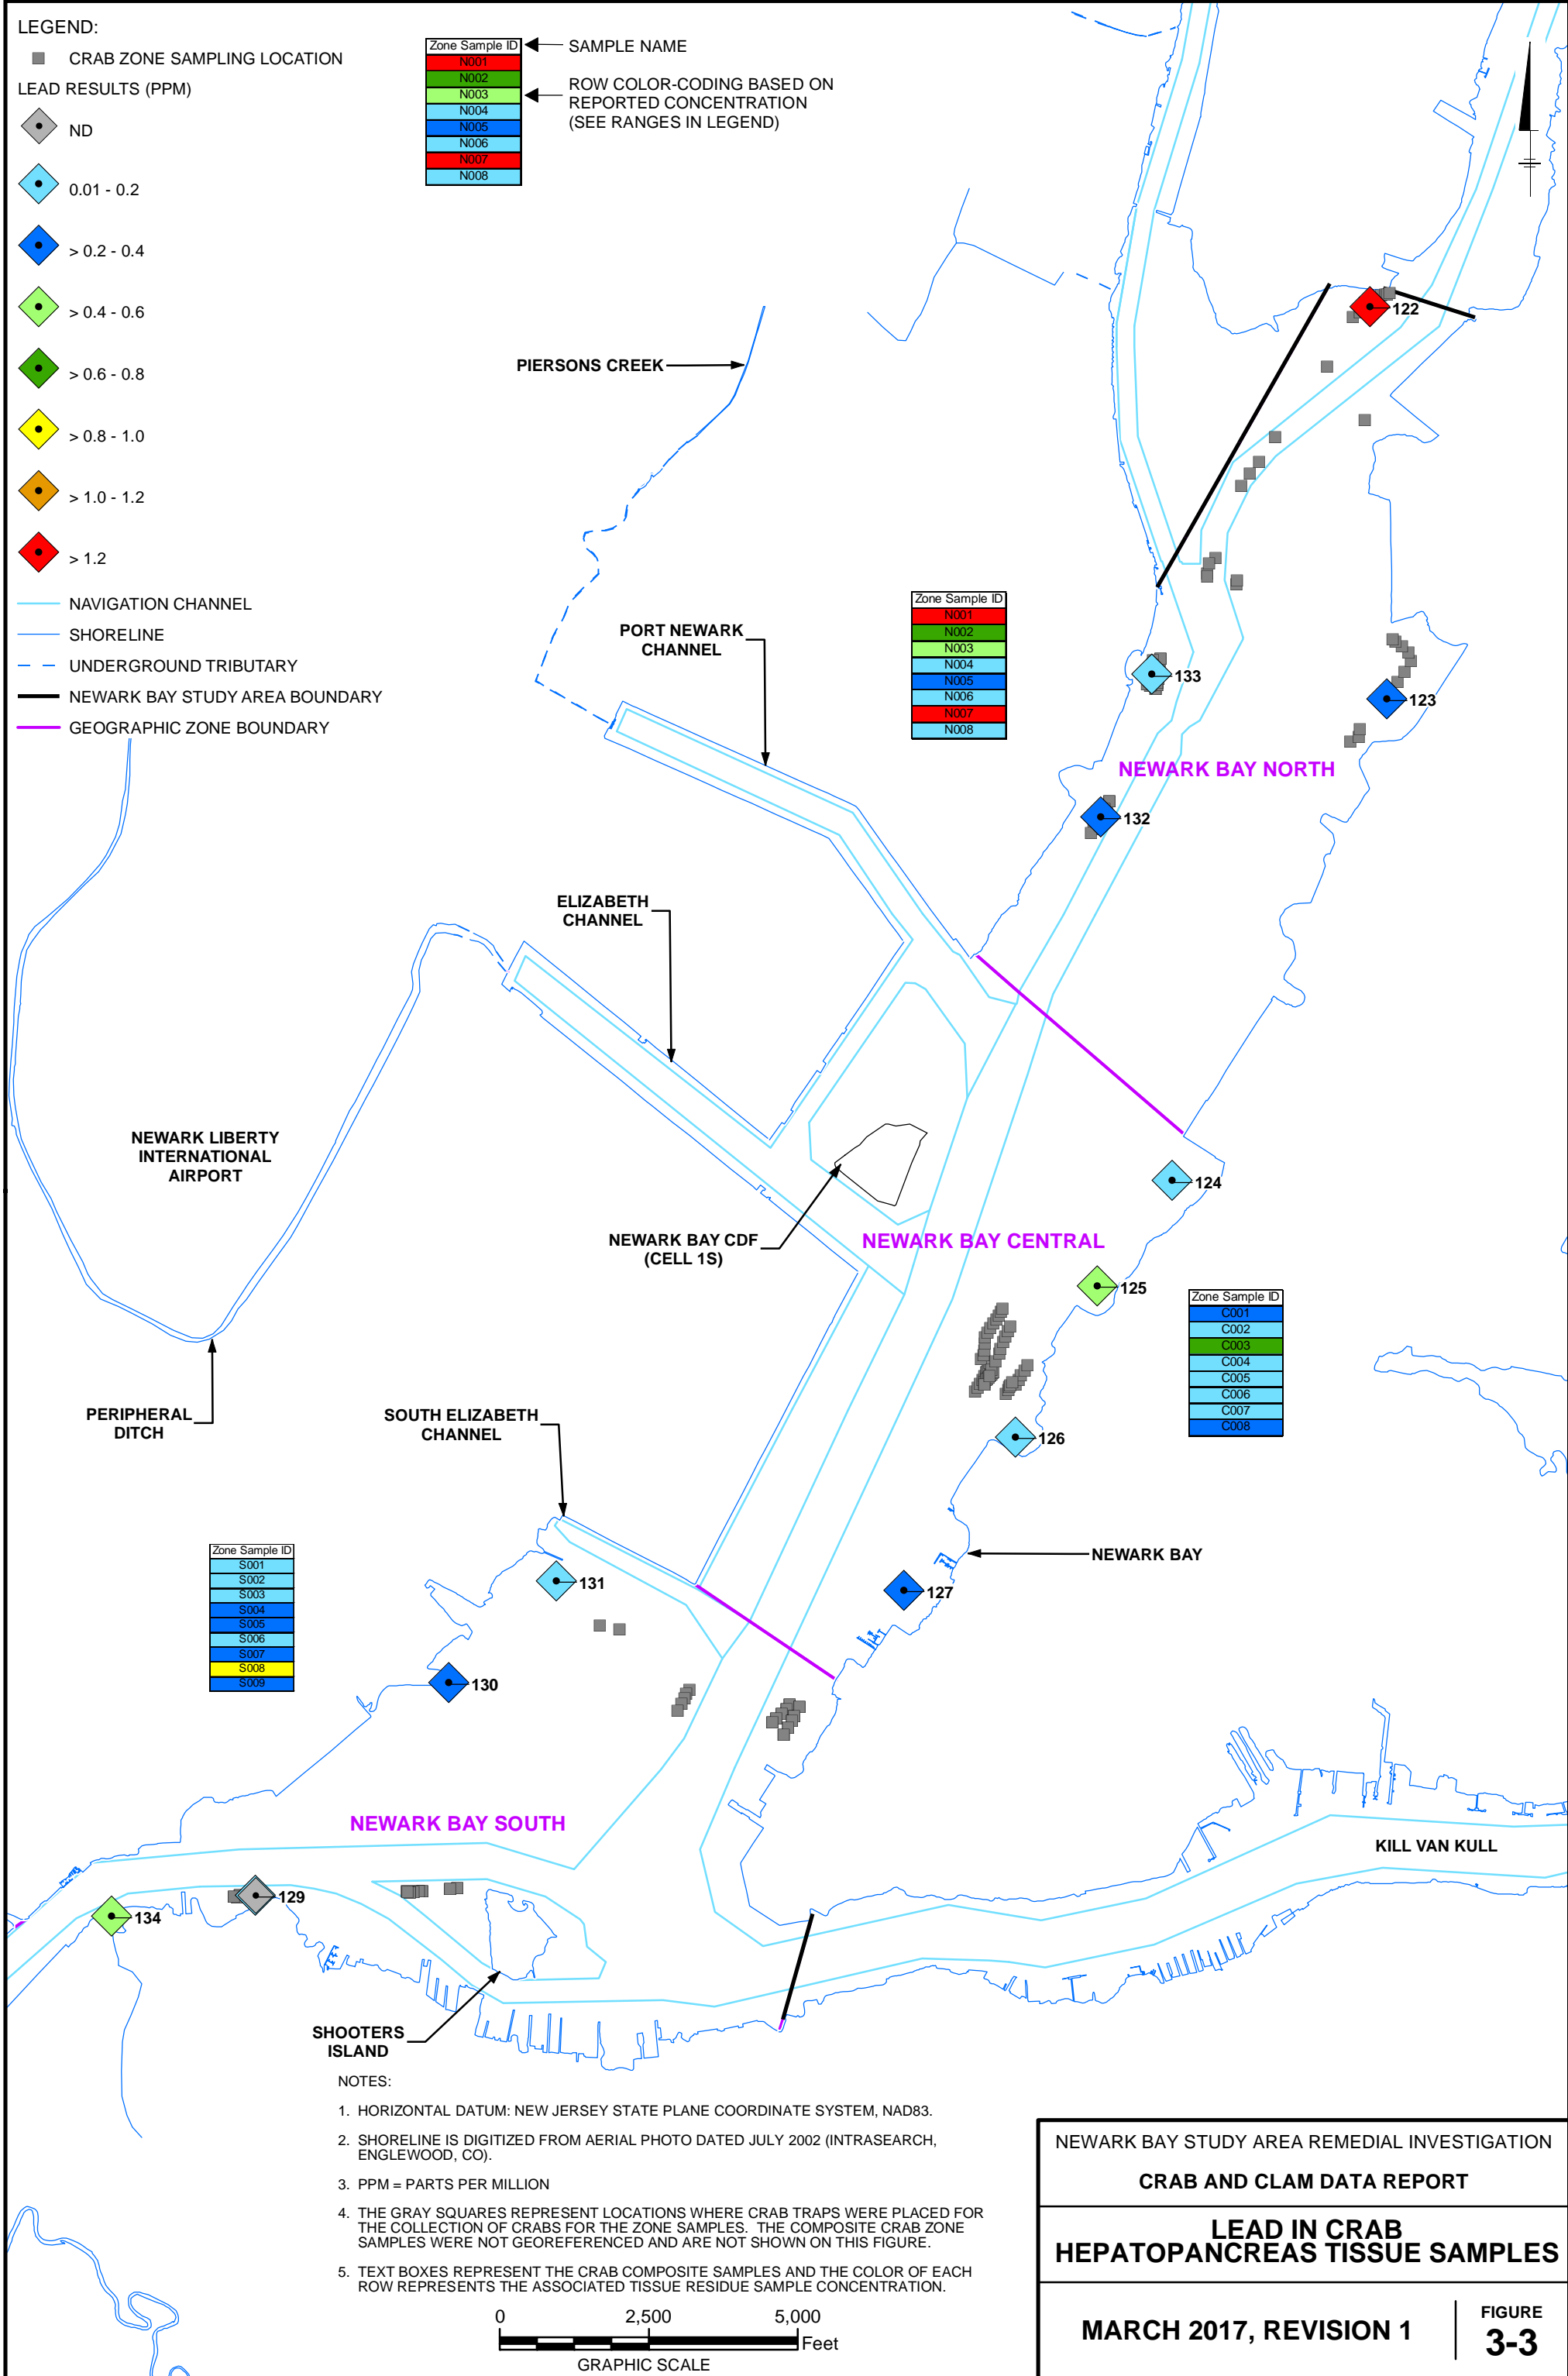 LEGEND:
CRAB ZONE SAMPLING LOCATION
LEAD RESULTS (PPM)
ND
0.01 - 0.2
> 0.2 - 0.4
> 0.4 - 0.6
> 0.6 - 0.8
> 0.8 - 1.0
> 1.0 - 1.2
> 1.2
NAVIGATION CHANNEL
SHORELINE
UNDERGROUND TRIBUTARY
NEWARK BAY STUDY AREA BOUNDARY
GEOGRAPHIC ZONE BOUNDARY
Zone Sample ID
N001
N002
N003
N004
N005
N006
N007
N008
SAMPLE NAME
ROW COLOR-CODING BASED ON
REPORTED CONCENTRATION
(SEE RANGES IN LEGEND)
122
PIERSONS CREEK
PORT NEWARK
CHANNEL
Zone Sample ID
N001
N002
N003
N004
N005
N006
N007
N008
133
123
NEWARK BAY NORTH
132
ELIZABETH
CHANNEL
NEWARK LIBERTY
INTERNATIONAL
AIRPORT
124
NEWARK BAY CDF
(CELL 1S)
NEWARK BAY CENTRAL
125
Zone Sample ID
C001
C002
C003
C004
C005
C006
C007
C008
PERIPHERAL
DITCH
SOUTH ELIZABETH
CHANNEL
126
NEWARK BAY
Zone Sample ID
S001
S002
S003
S004
S005
S006
S007
S008
S009
131
127
130
NEWARK BAY SOUTH
KILL VAN KULL
129
134
SHOOTERS
ISLAND
NOTES:
1. HORIZONTAL DATUM: NEW JERSEY STATE PLANE COORDINATE SYSTEM, NAD83.
2. SHORELINE IS DIGITIZED FROM AERIAL PHOTO DATED JULY 2002 (INTRASEARCH,
ENGLEWOOD, CO).
3. PPM = PARTS PER MILLION
4. THE GRAY SQUARES REPRESENT LOCATIONS WHERE CRAB TRAPS WERE PLACED FOR
THE COLLECTION OF CRABS FOR THE ZONE SAMPLES. THE COMPOSITE CRAB ZONE
SAMPLES WERE NOT GEOREFERENCED AND ARE NOT SHOWN ON THIS FIGURE.
5. TEXT BOXES REPRESENT THE CRAB COMPOSITE SAMPLES AND THE COLOR OF EACH
ROW REPRESENTS THE ASSOCIATED TISSUE RESIDUE SAMPLE CONCENTRATION.
0 2,500 5,000
Feet
GRAPHIC SCALE
NEWARK BAY STUDY AREA REMEDIAL INVESTIGATION
CRAB AND CLAM DATA REPORT
LEAD IN CRAB
HEPATOPANCREAS TISSUE SAMPLES
MARCH 2017, REVISION 1
FIGURE
3-3